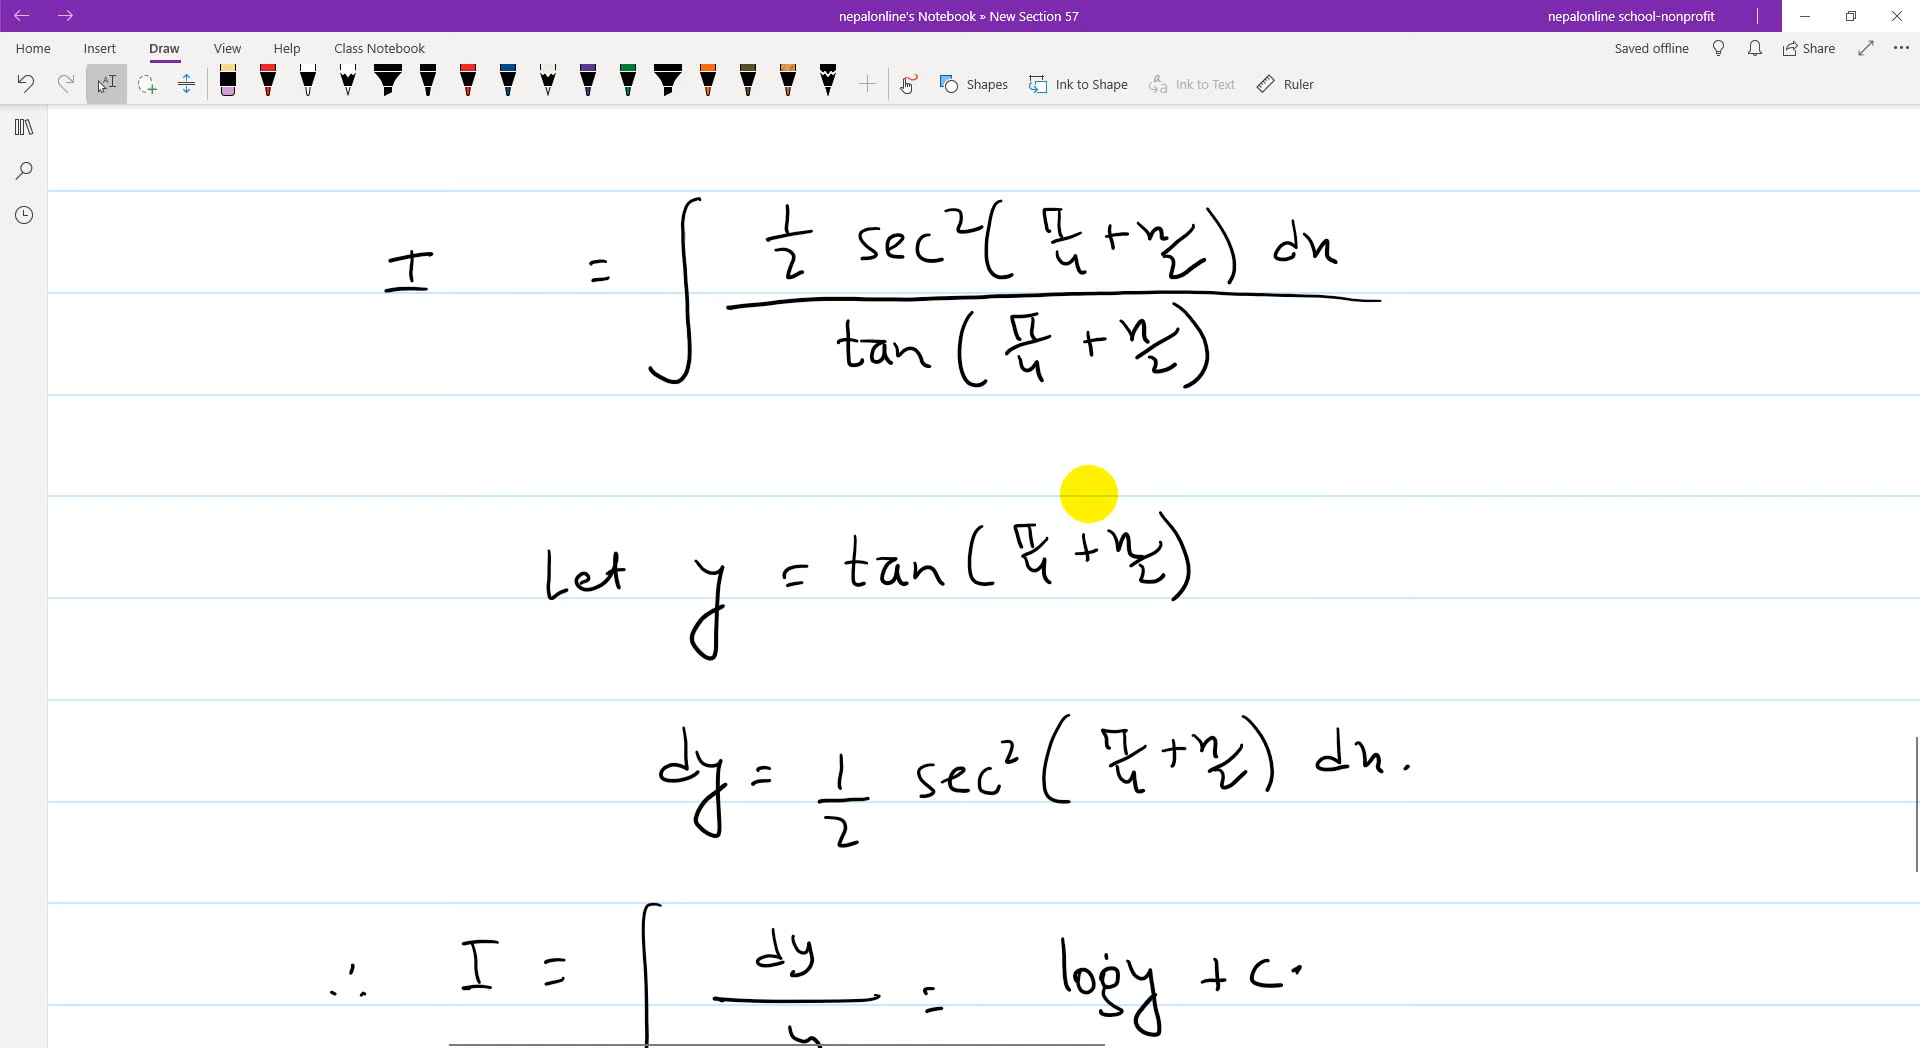 nepalonline's Notebook » New Section 57
nepalonline school-nonprofit
Home Insert Draw View Help Class Notebook
Saved offline Share
Shapes Ink to Shape Ink to Text Ruler
I = ∫ 1/2 sec²(π/4 + x/2) dx
tan (π/4 + x/2)
Let y = tan (π/4 + x/2)
dy = 1/2 sec² (π/4 + x/2) dx.
∴ I = ∫ dy/y = log y + c.